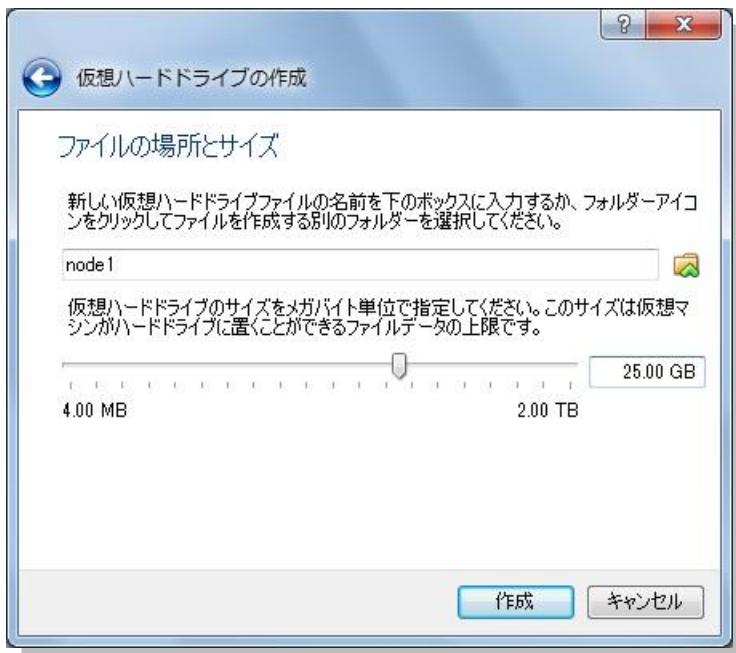 ?
仮想ハードドライブの作成
ファイルの場所とサイズ
新しい仮想ハードドライブファイルの名前を下のボックスに入力するか、フォルダーアイコ
ンをクリックしてファイルを作成する別のフォルダーを選択してください。
node1
仮想ハードドライブのサイズをメガバイト単位で指定してください。このサイズは仮想マ
シンがハードドライブに置くことができるファイルデータの上限です。
25.00 GB
4.00 MB 2.00 TB
作成 キャンセル